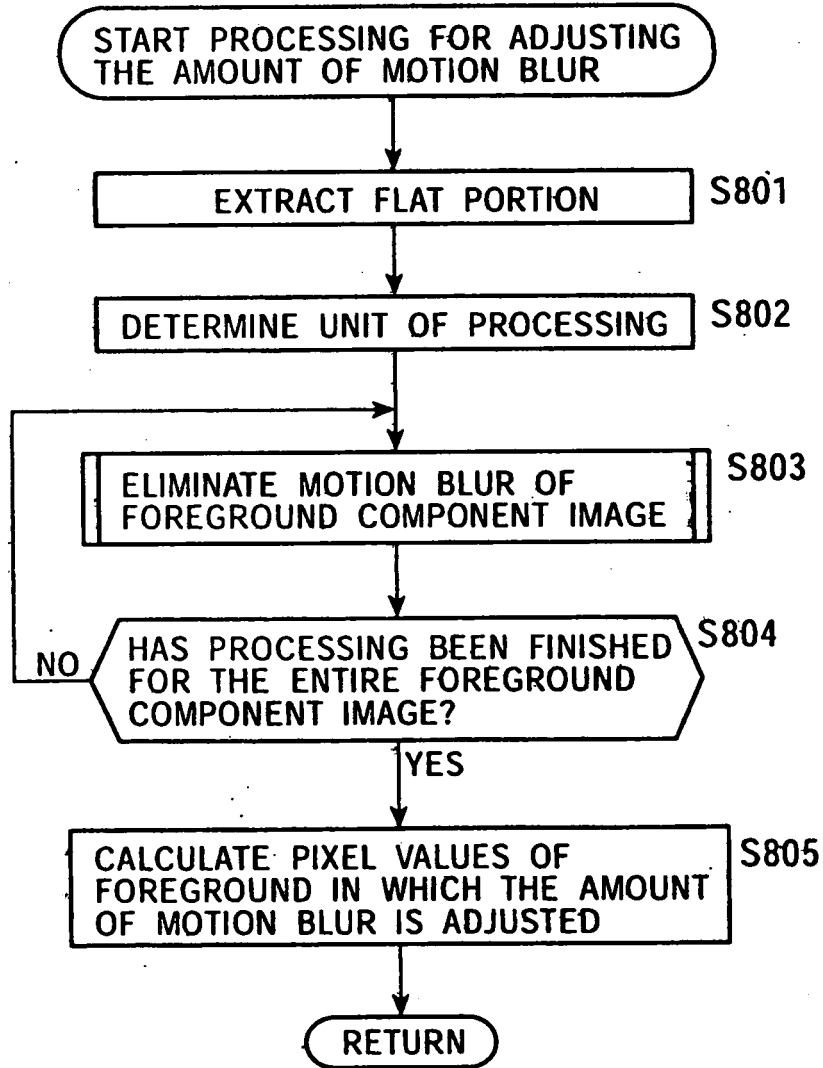 START PROCESSING FOR ADJUSTING
THE AMOUNT OF MOTION BLUR
EXTRACT FLAT PORTION
S801
DETERMINE UNIT OF PROCESSING
S802
ELIMINATE MOTION BLUR OF
FOREGROUND COMPONENT IMAGE
S803
HAS PROCESSING BEEN FINISHED
FOR THE ENTIRE FOREGROUND
COMPONENT IMAGE?
S804
NO
YES
CALCULATE PIXEL VALUES OF
FOREGROUND IN WHICH THE AMOUNT
OF MOTION BLUR IS ADJUSTED
S805
RETURN